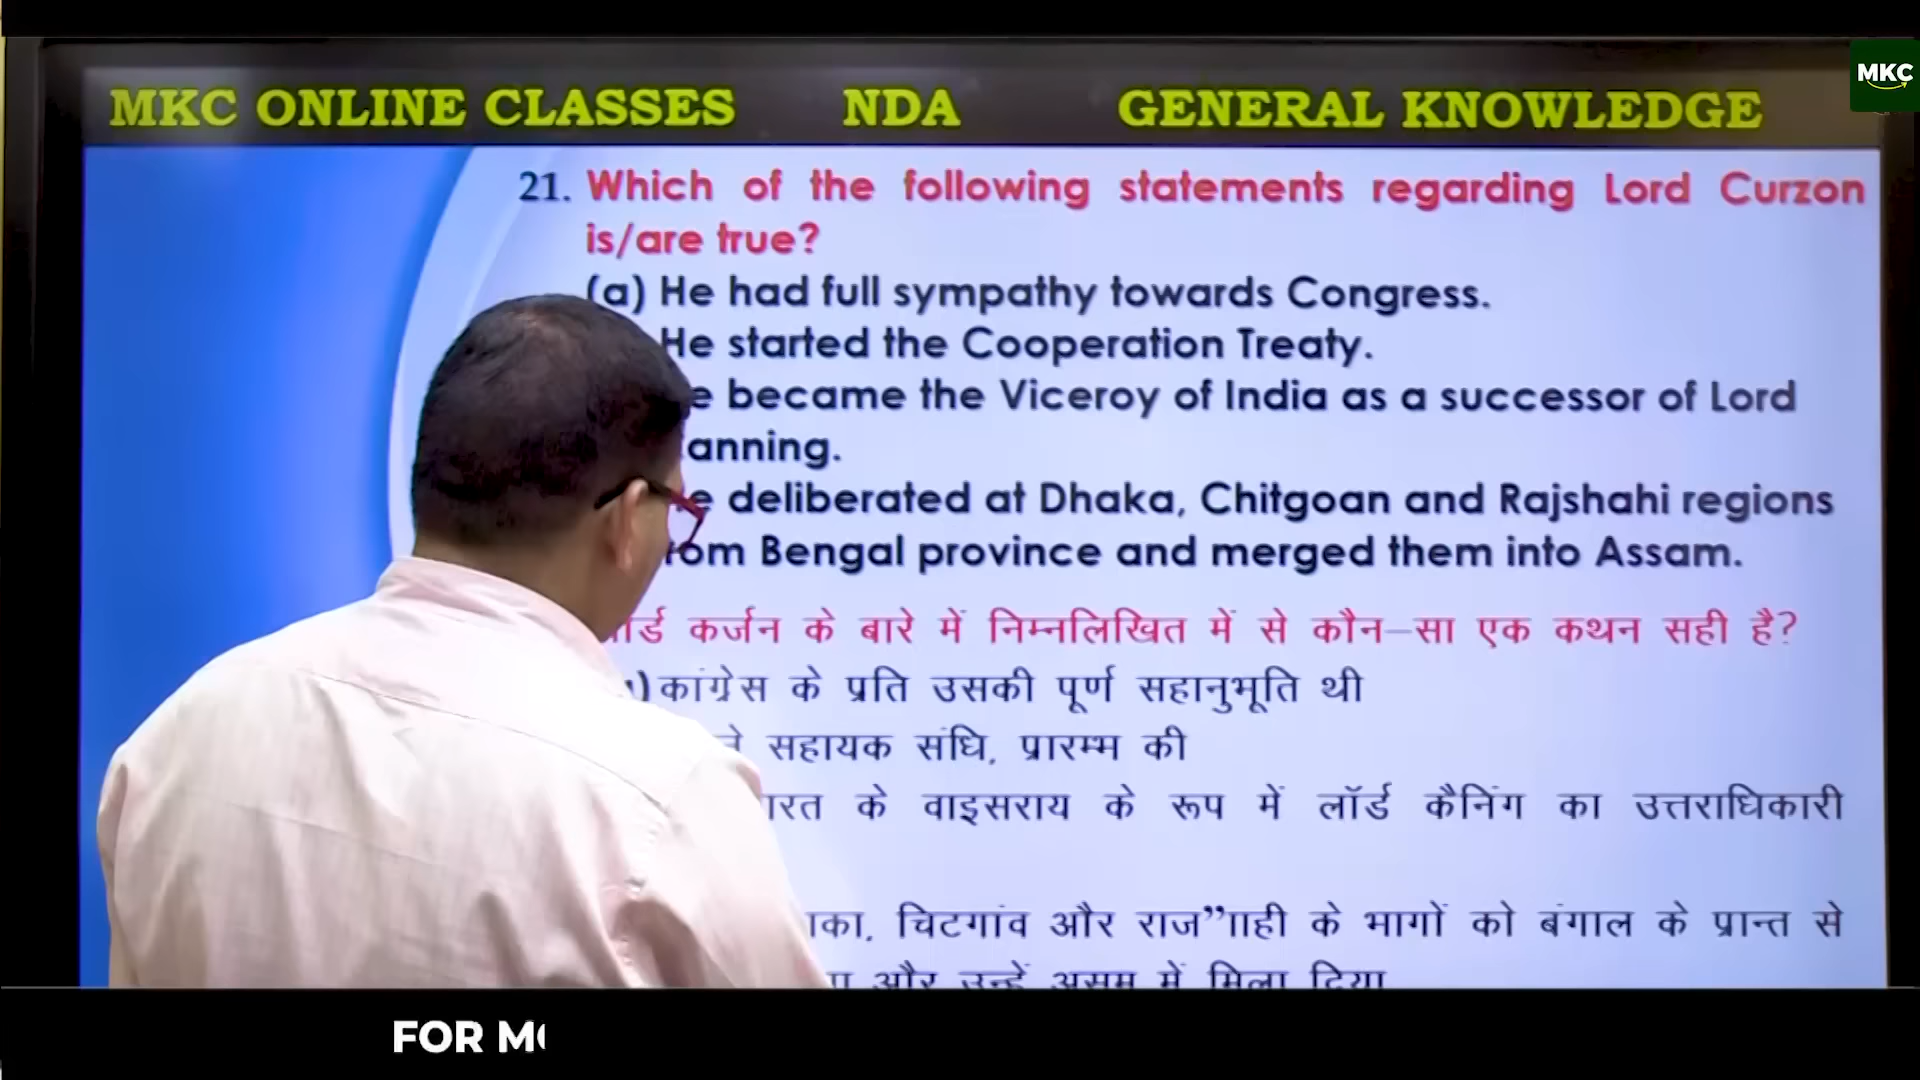 MKC
MKC ONLINE CLASSES NDA GENERAL KNOWLEDGE
21. Which of the following statements regarding Lord Curzon
is/are true?
(a) He had full sympathy towards Congress.
He started the Cooperation Treaty.
became the Viceroy of India as a successor of Lord
anning.
deliberated at Dhaka, Chitgoan and Rajshahi regions
Bengal province and merged them into Assam.
कर्जन के बारे में निम्नलिखित में से कौन–सा एक कथन सही है?
कांग्रेस के प्रति उसकी पूर्ण सहानुभूति थी
सहायक संधि, प्रारम्भ की
के वाइसराय के रूप में लॉर्ड कैनिंग का उत्तराधिकारी
चिटगांव और राज”ाही के भागों को बंगाल के प्रान्त से
और उन्हें असम में मिला दिया
FOR